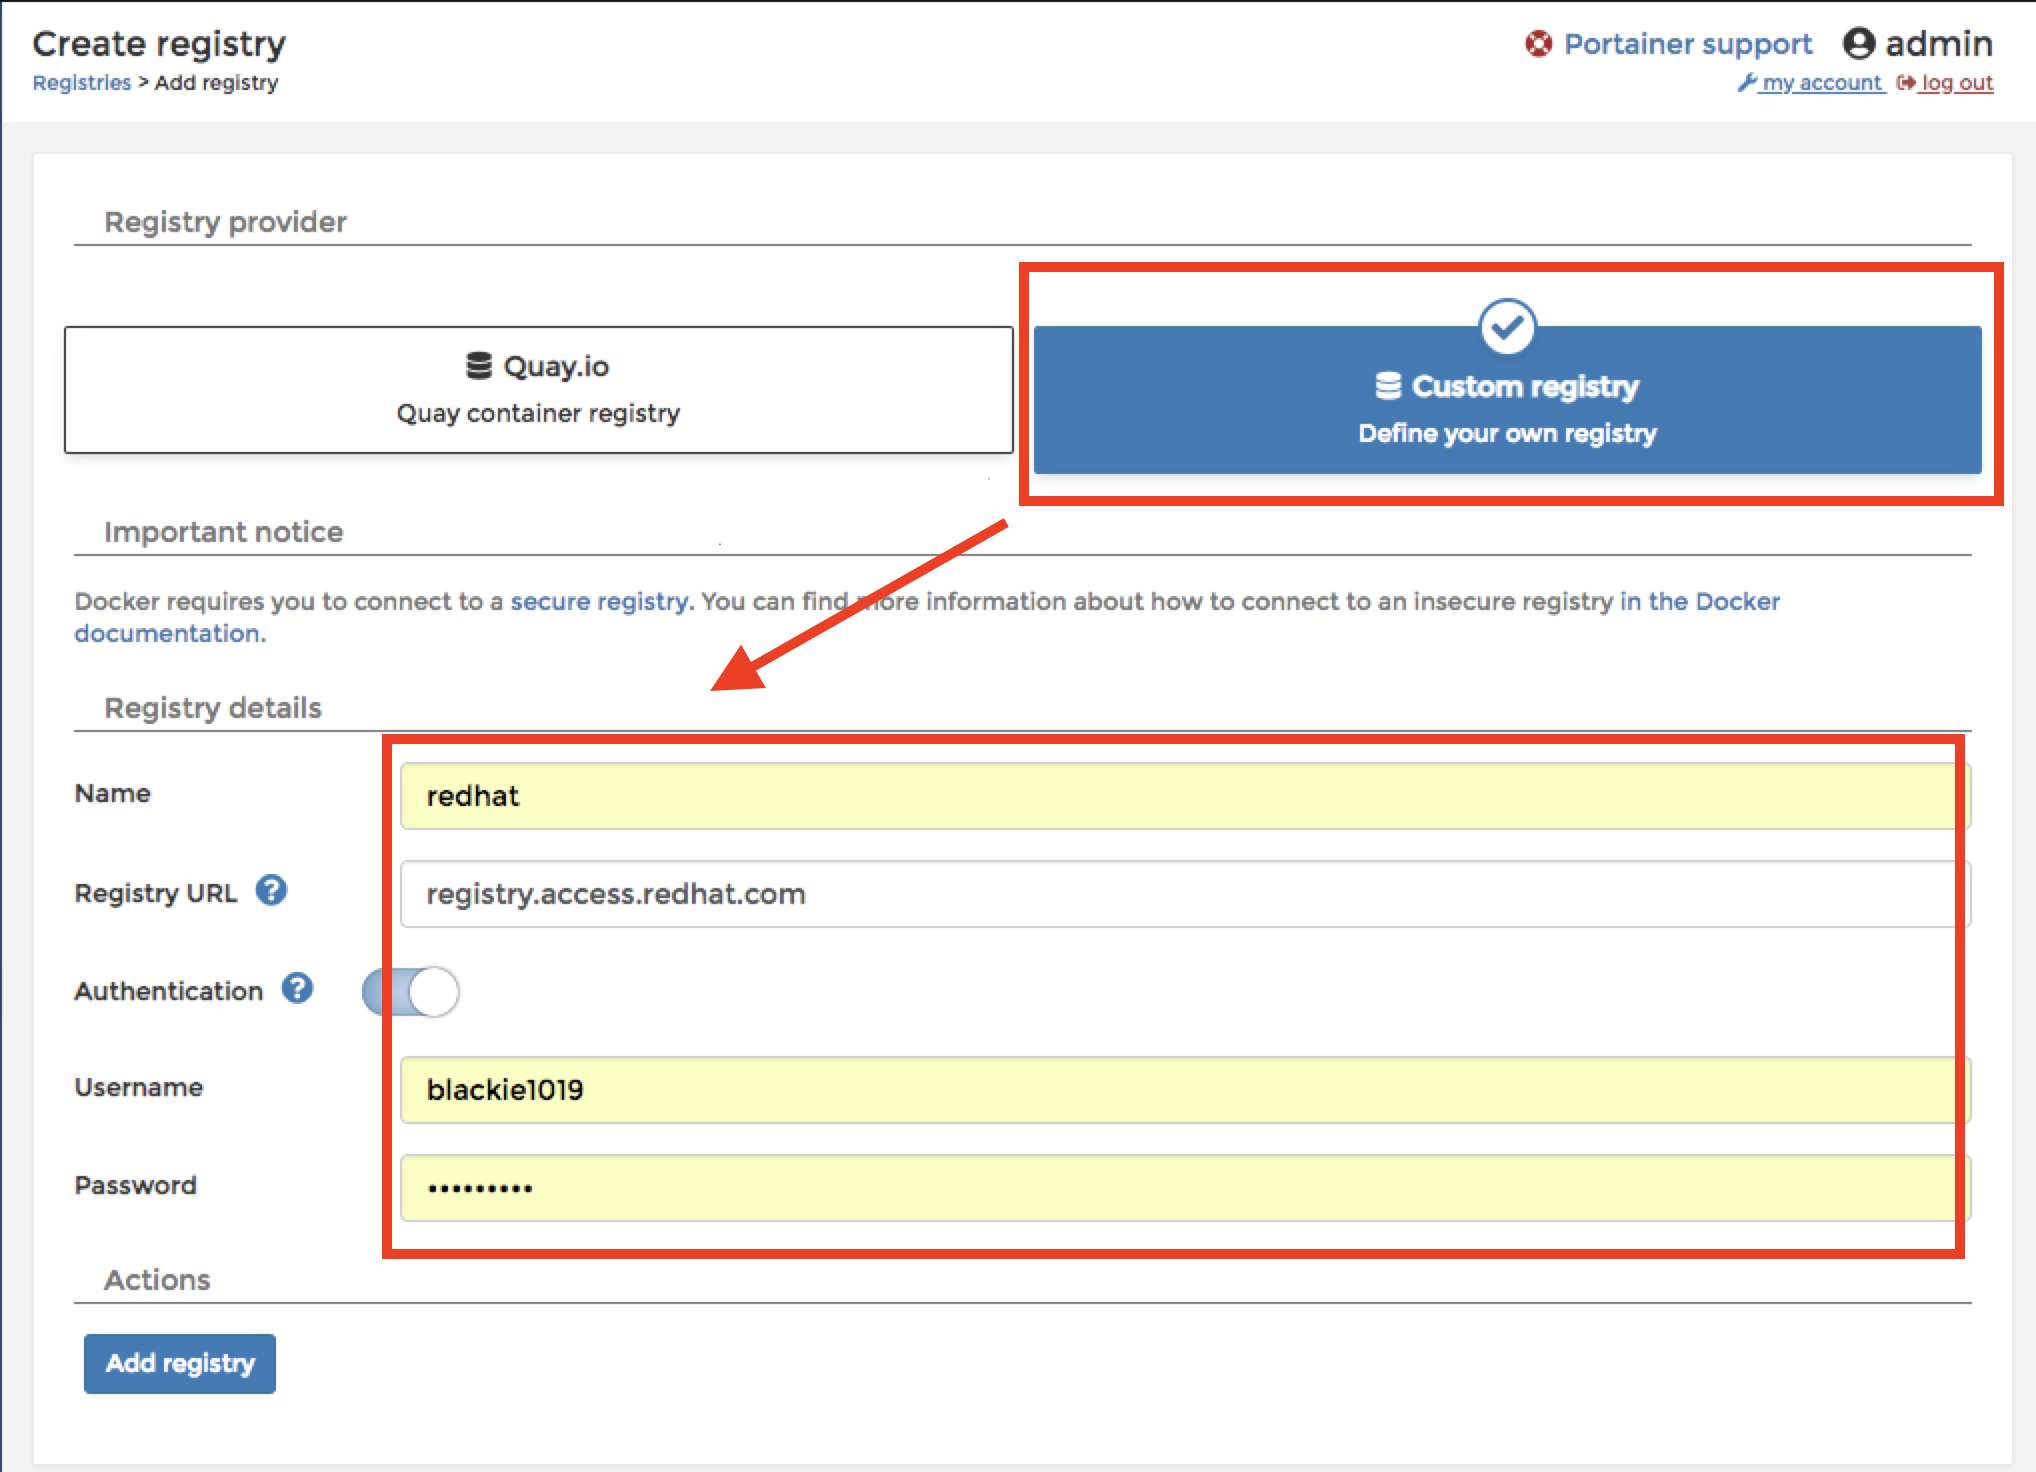 Create registry
Portainer support admin
Registries > Add registry
my account log out
Registry provider
Quay.io
Quay container registry
Custom registry
Define your own registry
Important notice
Docker requires you to connect to a secure registry. You can find more information about how to connect to an insecure registry in the Docker
documentation.
Registry details
Name
redhat
Registry URL ?
registry.access.redhat.com
Authentication ?
Username
blackie1019
Password
•••••••••
Actions
Add registry